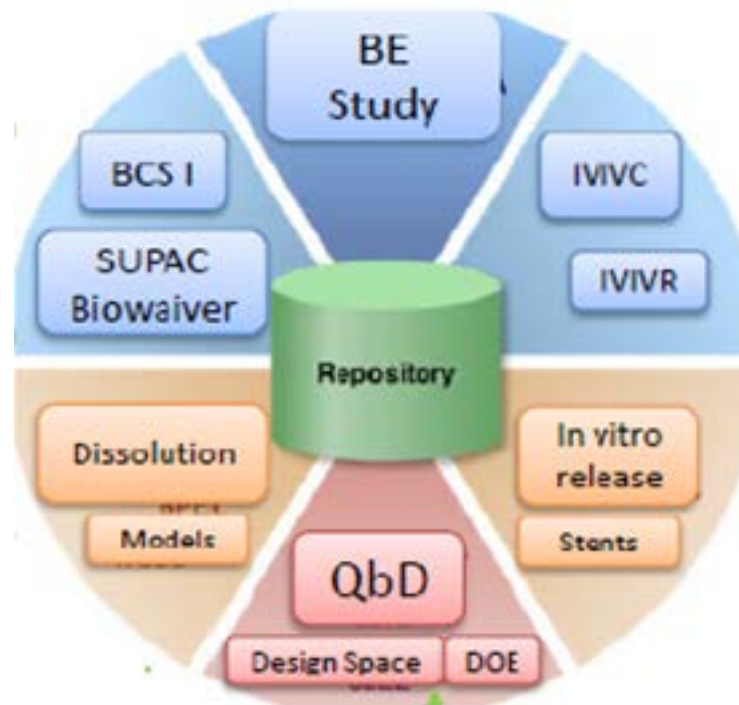 BE
Study
BCS I
SUPAC
Biowaiver
IVIVC
IVIVR
Repository
Dissolution
Models
In vitro
release
Stents
QbD
Design Space
DOE